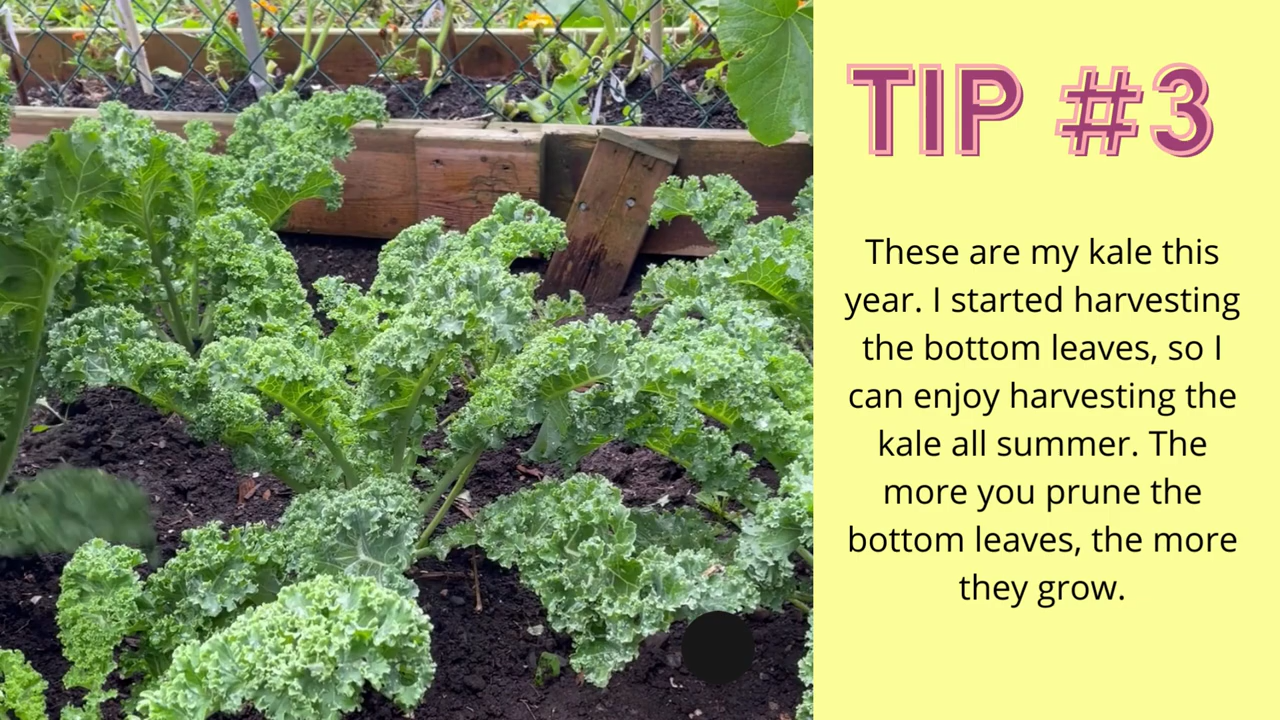 TIP #3
These are my kale this
year. I started harvesting
the bottom leaves, so I
can enjoy harvesting the
kale all summer. The
more you prune the
bottom leaves, the more
they grow.